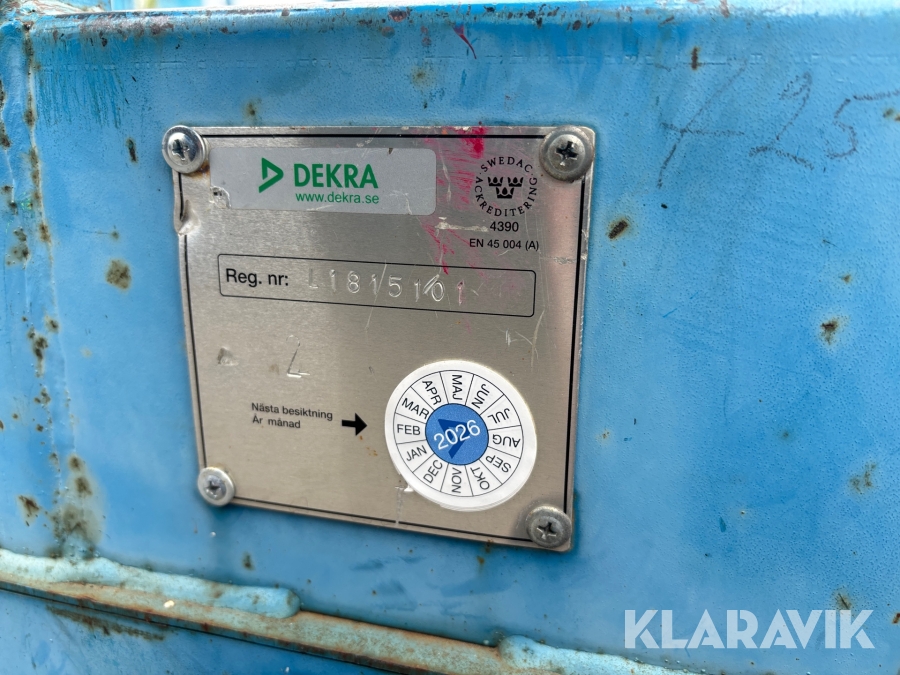 DEKRA
www.dekra.se
SWEDAC
ACKREDITERING
4390
EN 45 004 (A)
Reg. nr: L1815101
L
Nästa besiktning
År månad
JAN
FEB
MAR
APR
MAJ
JUN
JUL
AUG
SEP
OKT
NOV
DEC
2026
KLARAVIK